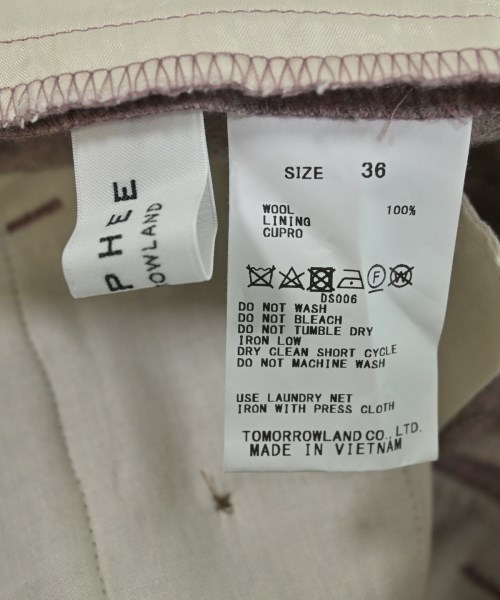 PHEE
OWLAND
SIZE 36
WOOL 100%
LINING
CUPRO
F W
DS006
DO NOT WASH
DO NOT BLEACH
DO NOT TUMBLE DRY
IRON LOW
DRY CLEAN SHORT CYCLE
DO NOT MACHINE WASH
USE LAUNDRY NET
IRON WITH PRESS CLOTH
TOMORROWLAND CO., LTD.
MADE IN VIETNAM